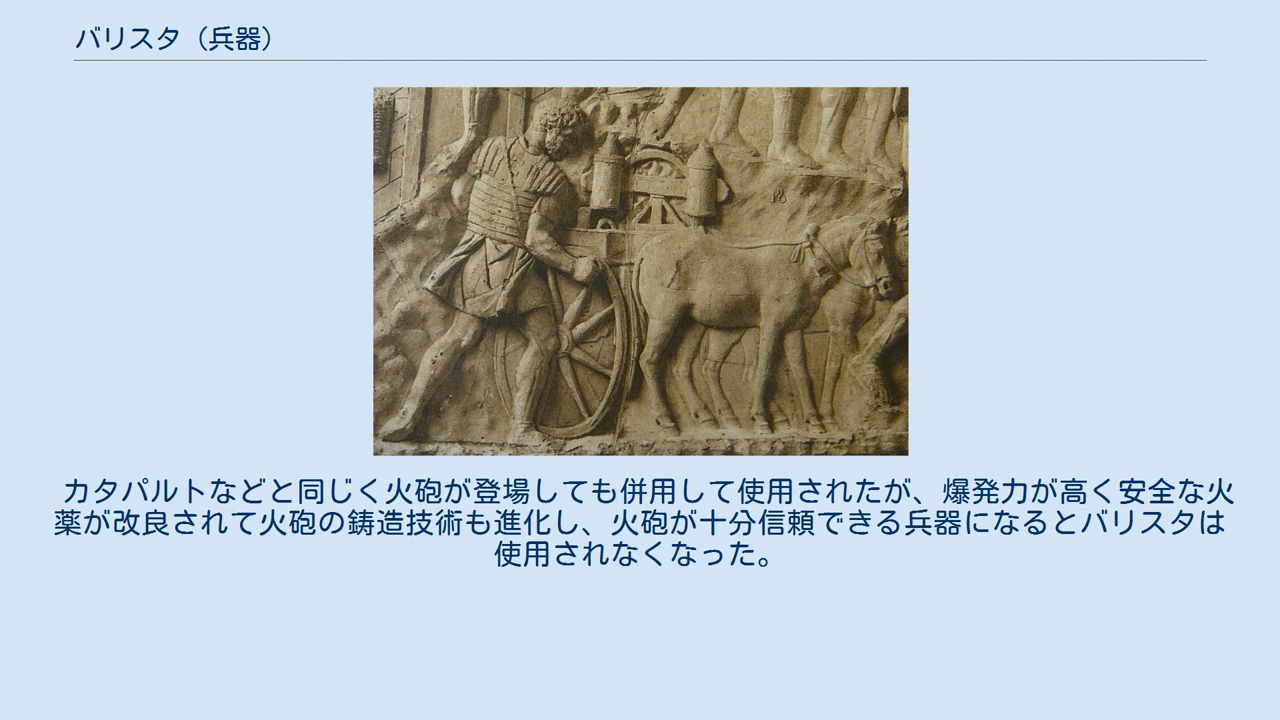 バリスタ（兵器）
カタパルトなどと同じく火砲が登場しても併用して使用されたが、爆発力が高く安全な火
薬が改良されて火砲の鋳造技術も進化し、火砲が十分信頼できる兵器になるとバリスタは
使用されなくなった。